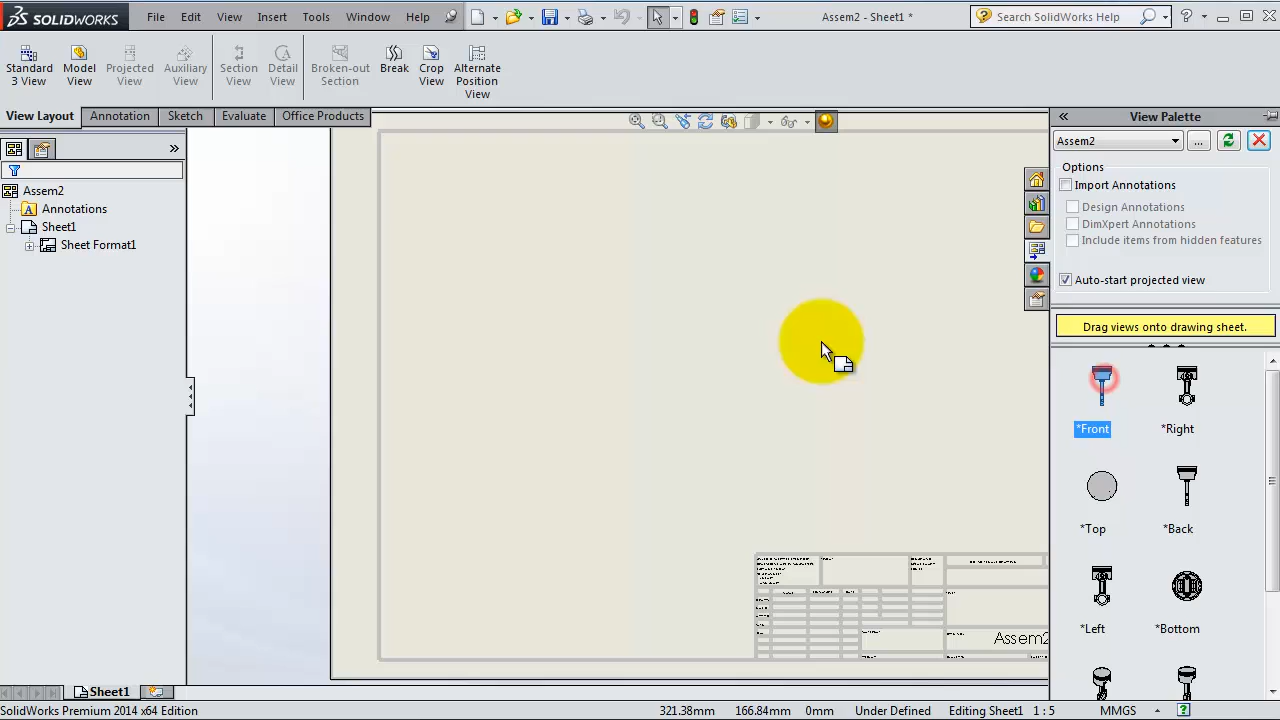 SOLIDWORKS File Edit View Insert Tools Window Help Assem2 - Sheet1 * Search SolidWorks Help
Standard 3 View
Model View
Projected View
Auxiliary View
Section View
Detail View
Broken-out Section
Break
Crop View
Alternate Position View
View Layout Annotation Sketch Evaluate Office Products
View Palette
Assem2
...
Options
Import Annotations
Design Annotations
DimXpert Annotations
Include items from hidden features
Auto-start projected view
Drag views onto drawing sheet.
*Front *Right
*Top *Back
*Left *Bottom
Assem2
Annotations
Sheet1
Sheet Format1
Assem2
Sheet1
SolidWorks Premium 2014 x64 Edition 321.38mm 166.84mm 0mm Under Defined Editing Sheet1 1 : 5 MMGS